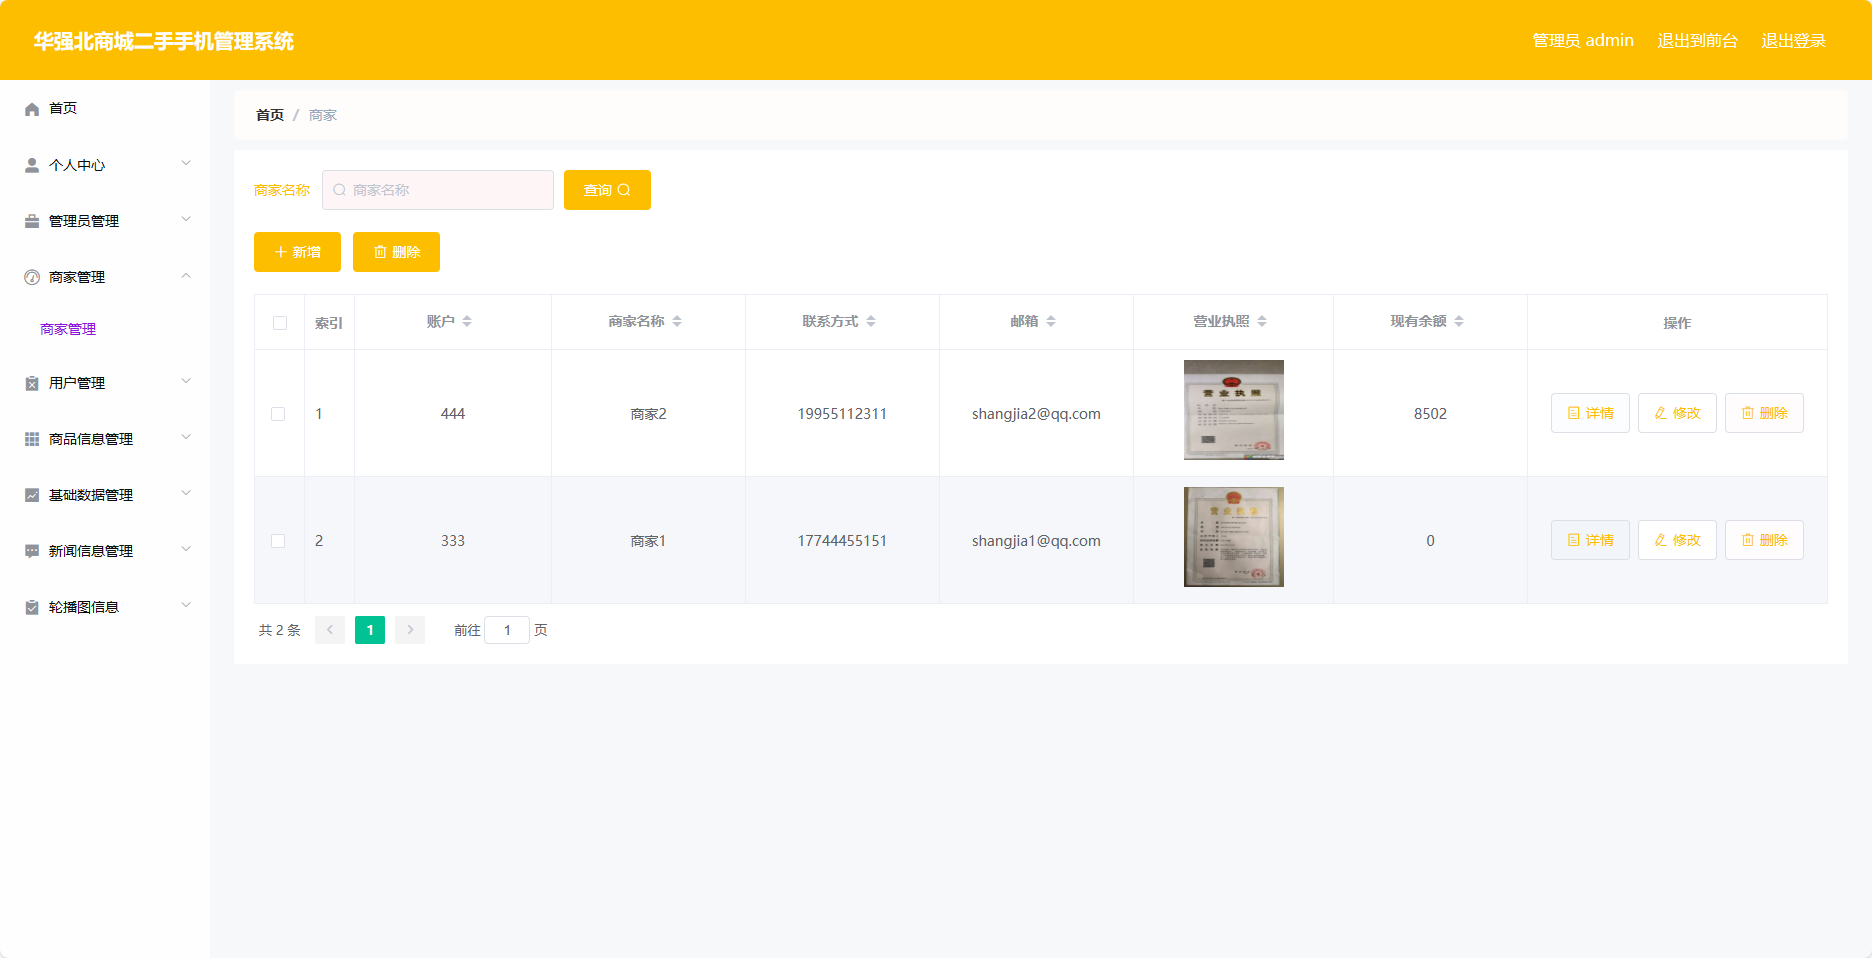 华强北商城二手手机管理系统
管理员 admin 退出到前台 退出登录
首页
个人中心
管理员管理
商家管理
商家管理
用户管理
商品信息管理
基础数据管理
新闻信息管理
轮播图信息
首页 / 商家
商家名称 商家名称 查询
新增 删除
索引 账户 商家名称 联系方式 邮箱 营业执照 现有余额 操作
营业执照
1 444 商家2 19955112311 shangjia2@qq.com 8502 详情 修改 删除
营业执照
2 333 商家1 17744455151 shangjia1@qq.com 0 详情 修改 删除
共 2 条 1 前往 1 页